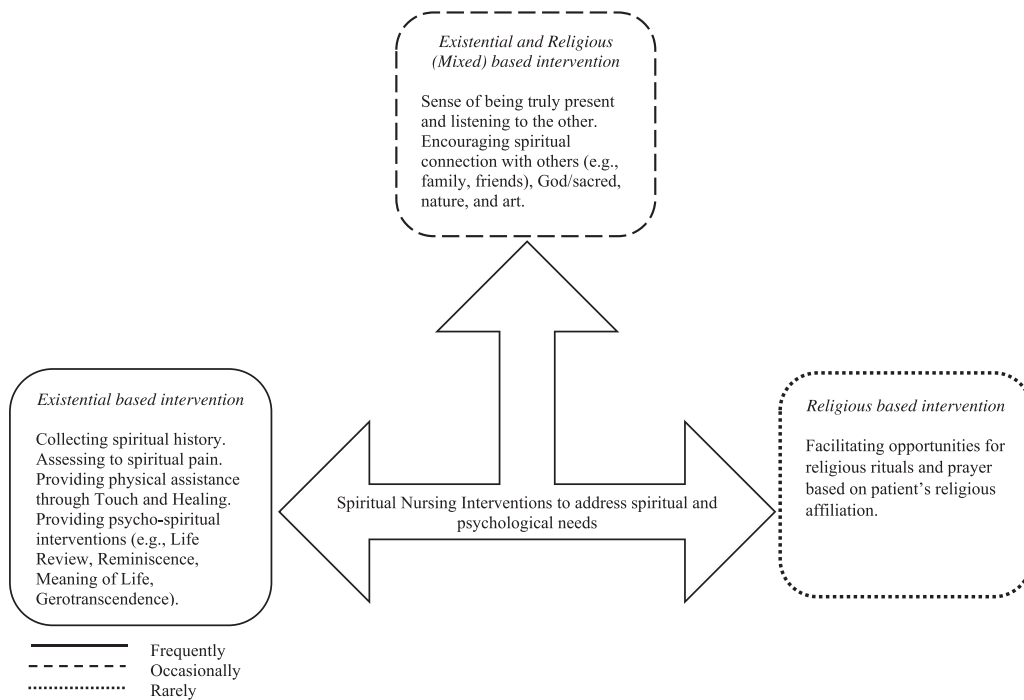 Existential and Religious
(Mixed) based intervention
Sense of being truly present
and listening to the other.
Encouraging spiritual
connection with others (e.g.,
family, friends), God/sacred,
nature, and art.
Existential based intervention
Collecting spiritual history.
Assessing to spiritual pain.
Providing physical assistance
through Touch and Healing.
Providing psycho-spiritual
interventions (e.g., Life
Review, Reminiscence,
Meaning of Life,
Gerotranscendence).
Spiritual Nursing Interventions to address spiritual and
psychological needs
Religious based intervention
Facilitating opportunities for
religious rituals and prayer
based on patient's religious
affiliation.
Frequently
Occasionally
Rarely